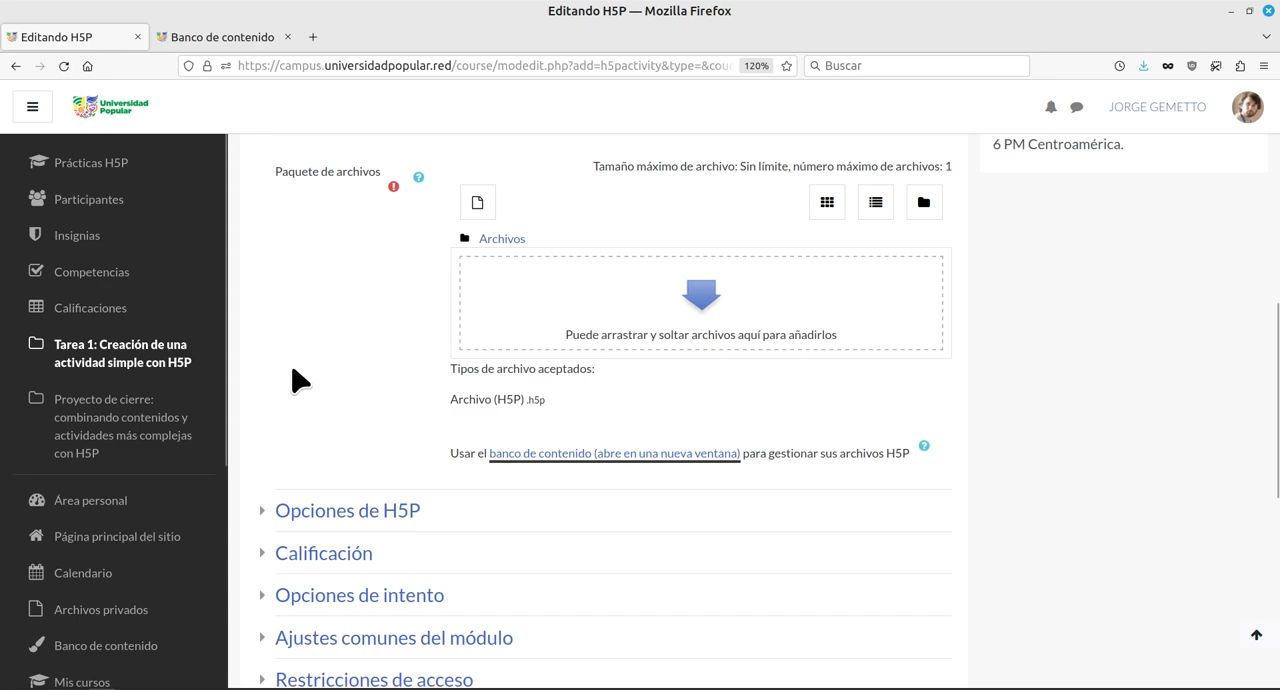 Editando H5P — Mozilla Firefox
Editando H5P
Banco de contenido
https://campus.universidadpopular.red/course/modedit.php?add=h5pactivity&type=&cour
120%
Buscar
Universidad
Popular
JORGE GEMETTO
Prácticas H5P
Participantes
Insignias
Competencias
Calificaciones
Tarea 1: Creación de una
actividad simple con H5P
Proyecto de cierre:
combinando contenidos y
actividades más complejas
con H5P
Área personal
Página principal del sitio
Calendario
Archivos privados
Banco de contenido
Mis cursos
Paquete de archivos
Tamaño máximo de archivo: Sin límite, número máximo de archivos: 1
Archivos
Puede arrastrar y soltar archivos aquí para añadirlos
Tipos de archivo aceptados:
Archivo (H5P) .h5p
Usar el banco de contenido (abre en una nueva ventana) para gestionar sus archivos H5P
Opciones de H5P
Calificación
Opciones de intento
Ajustes comunes del módulo
Restricciones de acceso
6 PM Centroamérica.